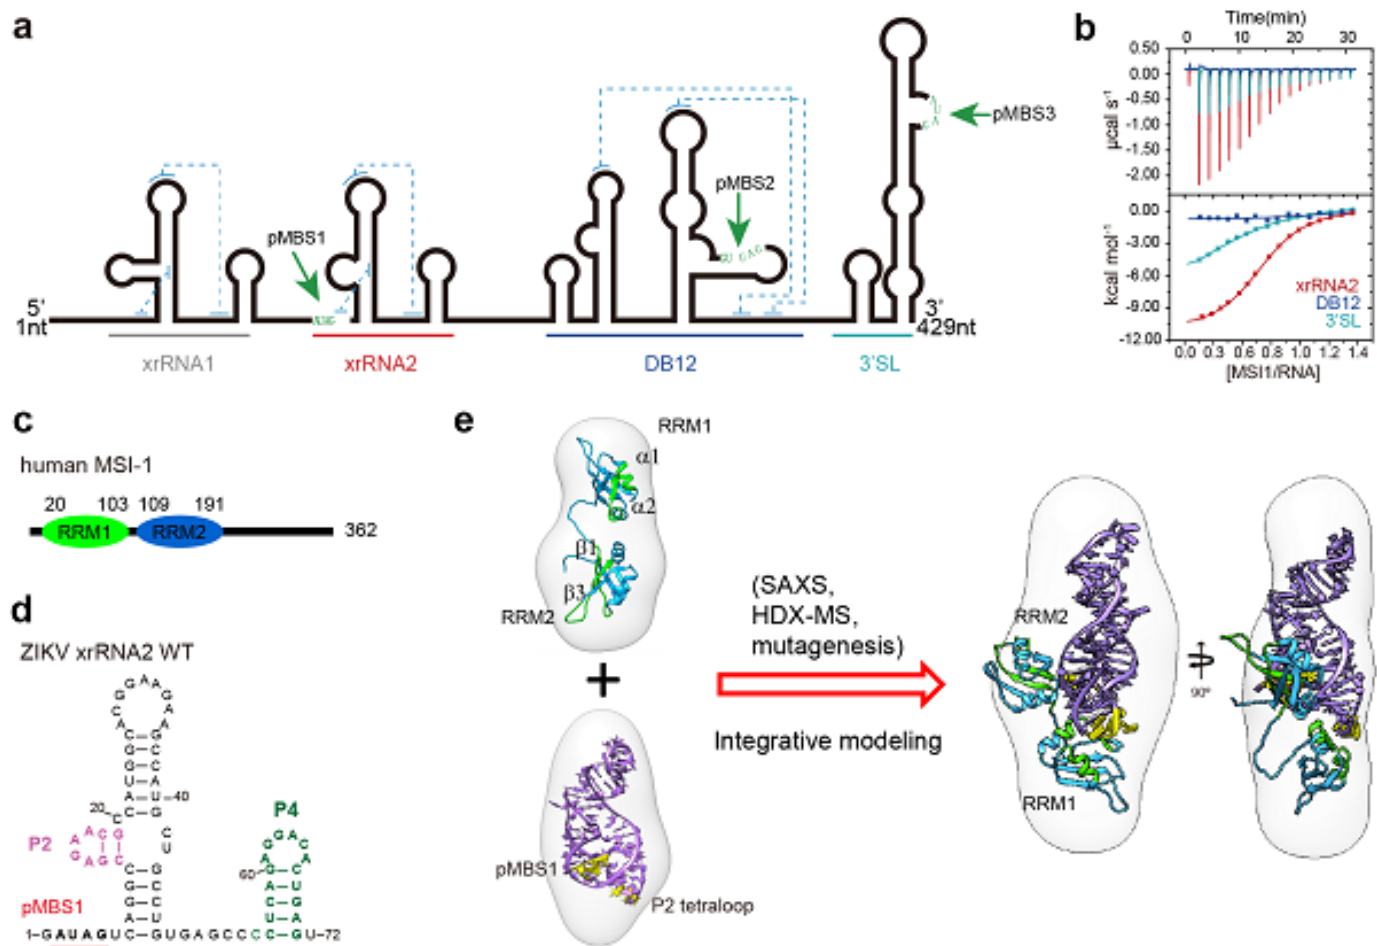 a
pMBS1
pMBS2
pMBS3
5'
1nt
3'
429nt
xrRNA1
xrRNA2
DB12
3'SL
b
Time(min)
0 10 20 30
0.50
0.00
-0.50
-1.00
-1.50
-2.00
µcal s⁻¹
0.00
-3.00
-6.00
-9.00
-12.00
kcal mol⁻¹
xrRNA2
DB12
3'SL
0.0 0.3 0.6 0.8 1.0 1.2 1.4
[MSI1/RNA]
c
human MSI-1
20 103 109 191
RRM1 RRM2 362
d
ZIKV xrRNA2 WT
20
40
P2
P4
60
pMBS1
1-GAUAGUC-GUGAGCCCC-GU-72
e
RRM1
α1
α2
β1
β3
RRM2
+
pMBS1
P2 tetraloop
(SAXS,
HDX-MS,
mutagenesis)
Integrative modeling
RRM2
RRM1
90°